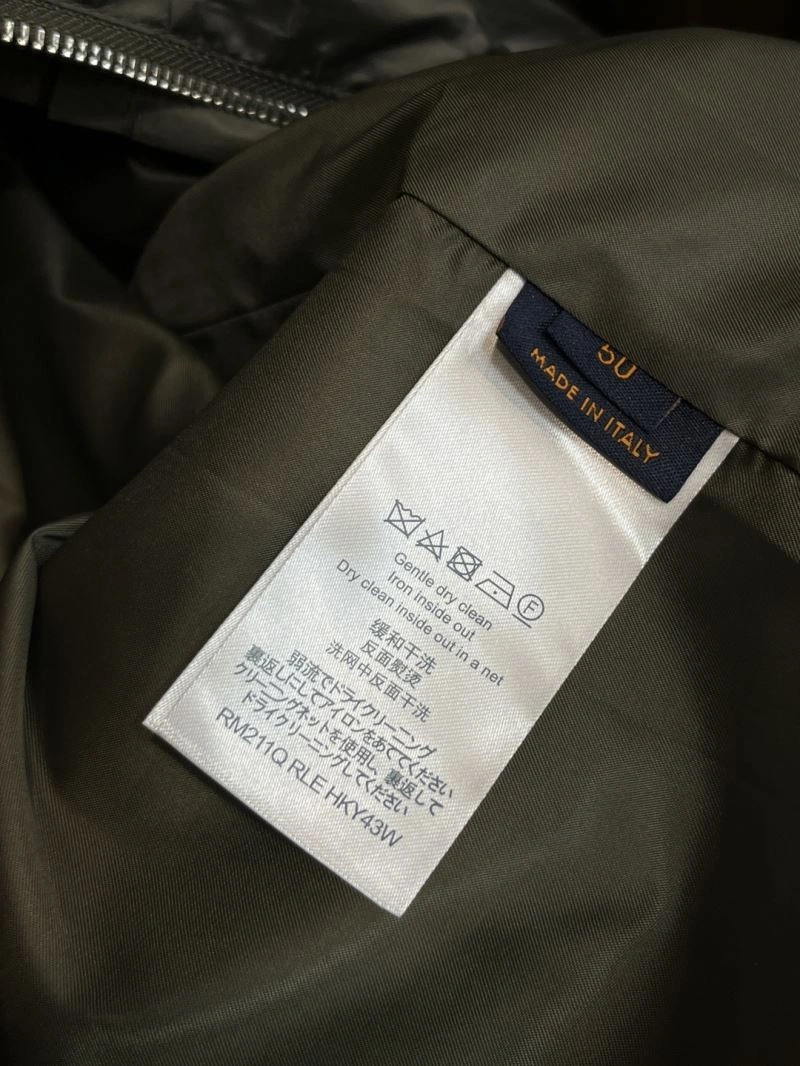 50
MADE IN ITALY
F
Gentle dry clean
Iron inside out
Dry clean inside out in a net
缓和干洗
反面熨烫
洗网中反面干洗
弱流でドライクリーニング
裏返しにしてアイロンをあててください
クリーニングネットを使用し、裏返して
ドライクリーニングしてください
RM211Q RLE HKY43W